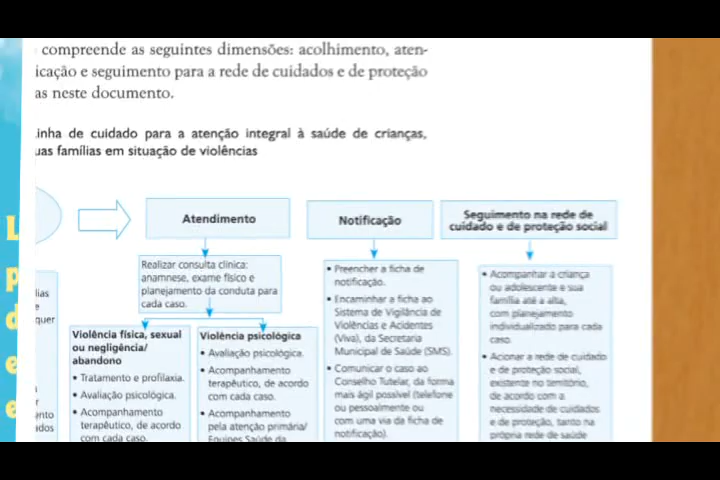 compreende as seguintes dimensões: acolhimento, aten-
icação e seguimento para a rede de cuidados e de proteção
as neste documento.
inha de cuidado para a atenção integral à saúde de crianças,
uas famílias em situação de violências
Atendimento
Realizar consulta clínica:
anamnese, exame físico e
planejamento da conduta para
cada caso.
Violência física, sexual
ou negligência/
abandono
• Tratamento e profilaxia.
• Avaliação psicológica.
• Acompanhamento
terapêutico, de acordo
com cada caso.
Violência psicológica
• Avaliação psicológica.
• Acompanhamento
terapêutico, de acordo
com cada caso.
• Acompanhamento
pela atenção primária/
Equipes Saúde da
Notificação
• Preencher a ficha de
notificação.
• Encaminhar a ficha ao
Sistema de Vigilância de
Violências e Acidentes
(Viva), da Secretaria
Municipal de Saúde (SMS).
• Comunicar o caso ao
Conselho Tutelar, da forma
mais ágil possível (telefone
ou pessoalmente ou
com uma via da ficha de
notificação).
Seguimento na rede de
cuidado e de proteção social
• Acompanhar a criança
ou adolescente e sua
família até a alta,
com planejamento
individualizado para cada
caso.
• Acionar a rede de cuidado
e de proteção social,
existente no território,
de acordo com a
necessidade de cuidados
e de proteção, tanto na
própria rede de saúde